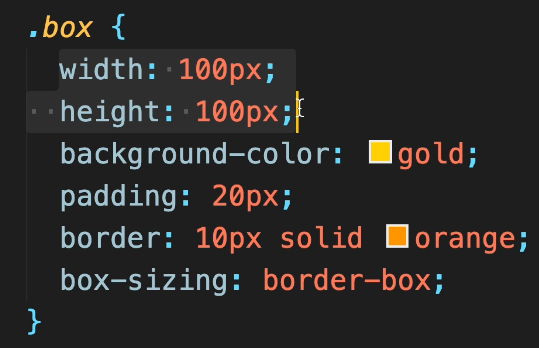 .box {
width: 100px;
height: 100px;
background-color: gold;
padding: 20px;
border: 10px solid orange;
box-sizing: border-box;
}